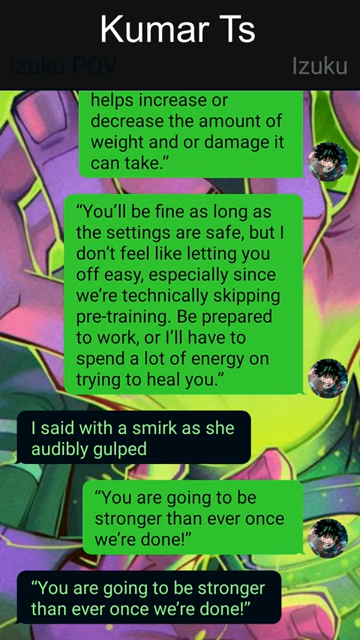 Kumar Ts
Izuku POV
Izuku
helps increase or
decrease the amount of
weight and or damage it
can take.”
“You’ll be fine as long as
the settings are safe, but I
don’t feel like letting you
off easy, especially since
we’re technically skipping
pre-training. Be prepared
to work, or I’ll have to
spend a lot of energy on
trying to heal you.”
I said with a smirk as she
audibly gulped
“You are going to be
stronger than ever once
we’re done!”
“You are going to be stronger
than ever once we’re done!”